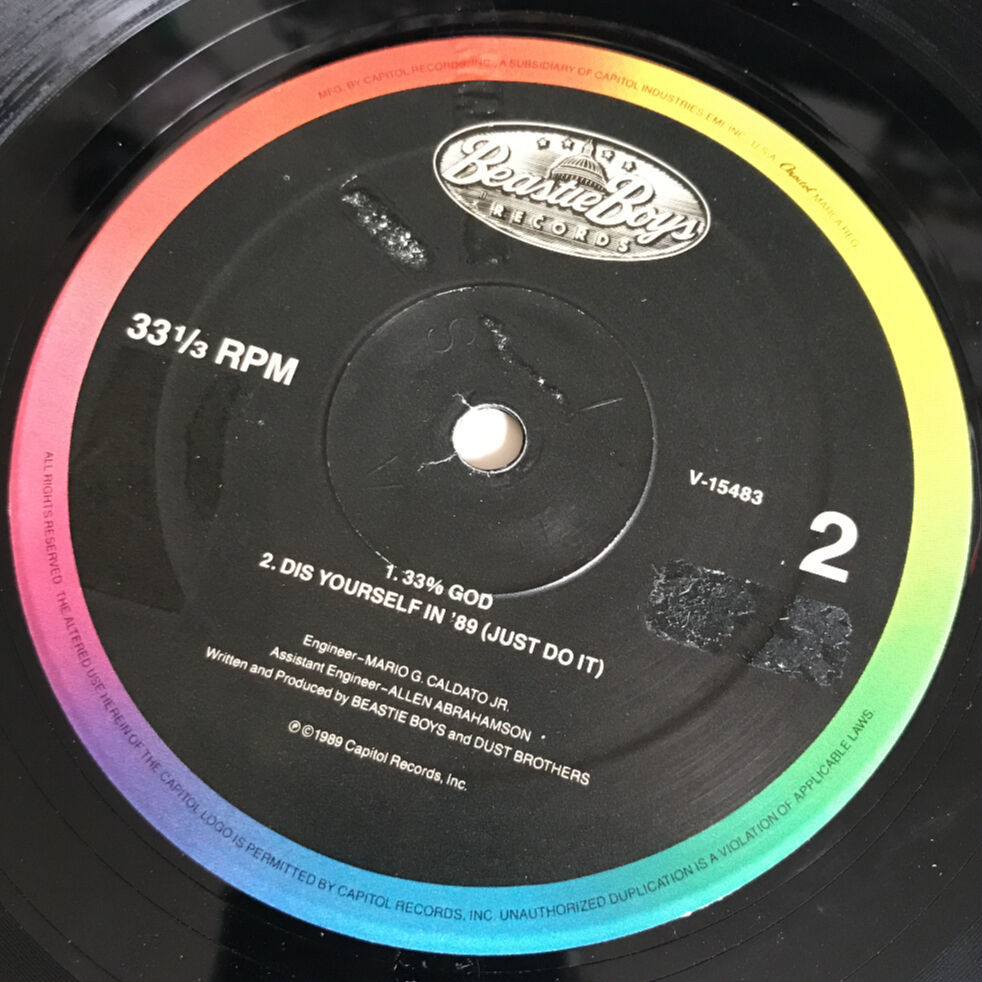 MFG. BY CAPITOL RECORDS, INC., A SUBSIDIARY OF CAPITOL INDUSTRIES-EMI, INC. U.S.A. Capitol MARCA REG.
Beastie Boys
RECORDS
33 1/3 RPM
V-15483
2
1. 33% GOD
2. DIS YOURSELF IN '89 (JUST DO IT)
Engineer–MARIO G. CALDATO JR.
Assistant Engineer–ALLEN ABRAHAMSON
Written and Produced by BEASTIE BOYS and DUST BROTHERS
℗©1989 Capitol Records, Inc.
ALL RIGHTS RESERVED. THE ALTERED USE HEREIN OF THE CAPITOL LOGO IS PERMITTED BY CAPITOL RECORDS, INC. UNAUTHORIZED DUPLICATION IS A VIOLATION OF APPLICABLE LAWS.